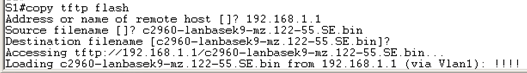 S1#copy tftp flash
Address or name of remote host []? 192.168.1.1
Source filename []? c2960-lanbasek9-mz.122-55.SE.bin
Destination filename [c2960-lanbasek9-mz.122-55.SE.bin]?
Accessing tftp://192.168.1.1/c2960-lanbasek9-mz.122-55.SE.bin...
Loading c2960-lanbasek9-mz.122-55.SE.bin from 192.168.1.1 (via Vlan1): !!!!